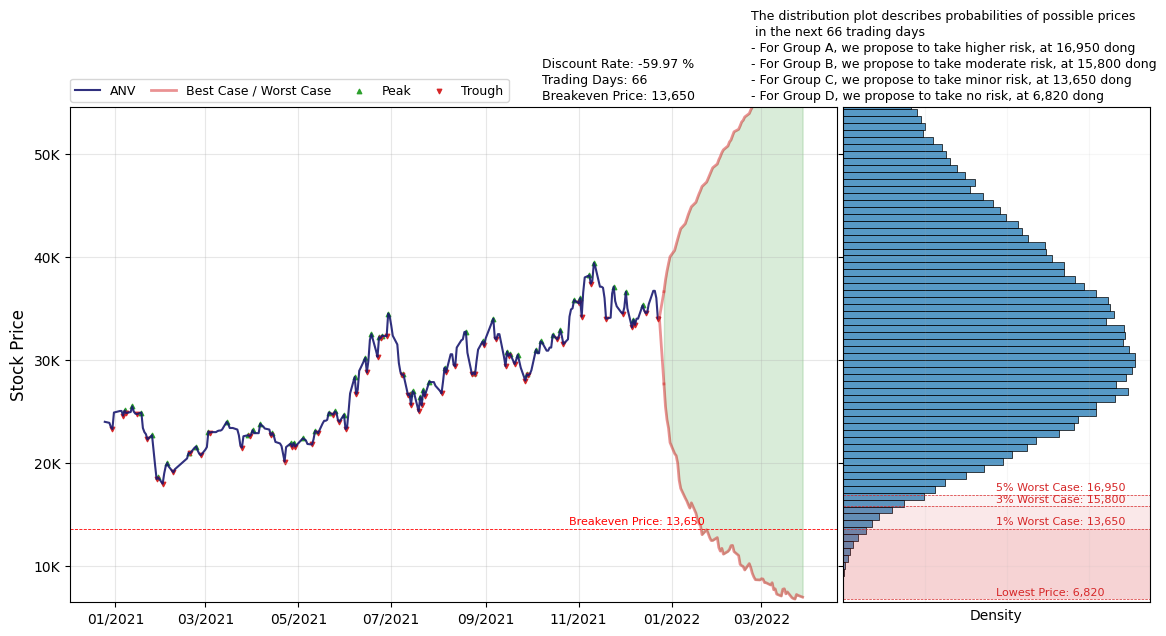 The distribution plot describes probabilities of possible prices
in the next 66 trading days
- For Group A, we propose to take higher risk, at 16,950 dong
- For Group B, we propose to take moderate risk, at 15,800 dong
- For Group C, we propose to take minor risk, at 13,650 dong
- For Group D, we propose to take no risk, at 6,820 dong
Discount Rate: -59.97 %
Trading Days: 66
Breakeven Price: 13,650
ANV Best Case / Worst Case Peak Trough
Stock Price
50K
40K
30K
20K
10K
Breakeven Price: 13,650
01/2021 03/2021 05/2021 07/2021 09/2021 11/2021 01/2022 03/2022
5% Worst Case: 16,950
3% Worst Case: 15,800
1% Worst Case: 13,650
Lowest Price: 6,820
Density